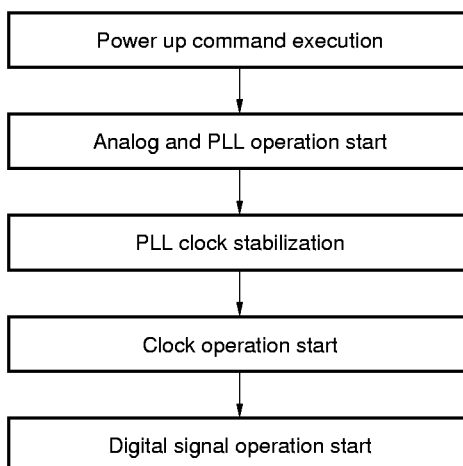 Power up command execution
Analog and PLL operation start
PLL clock stabilization
Clock operation start
Digital signal operation start